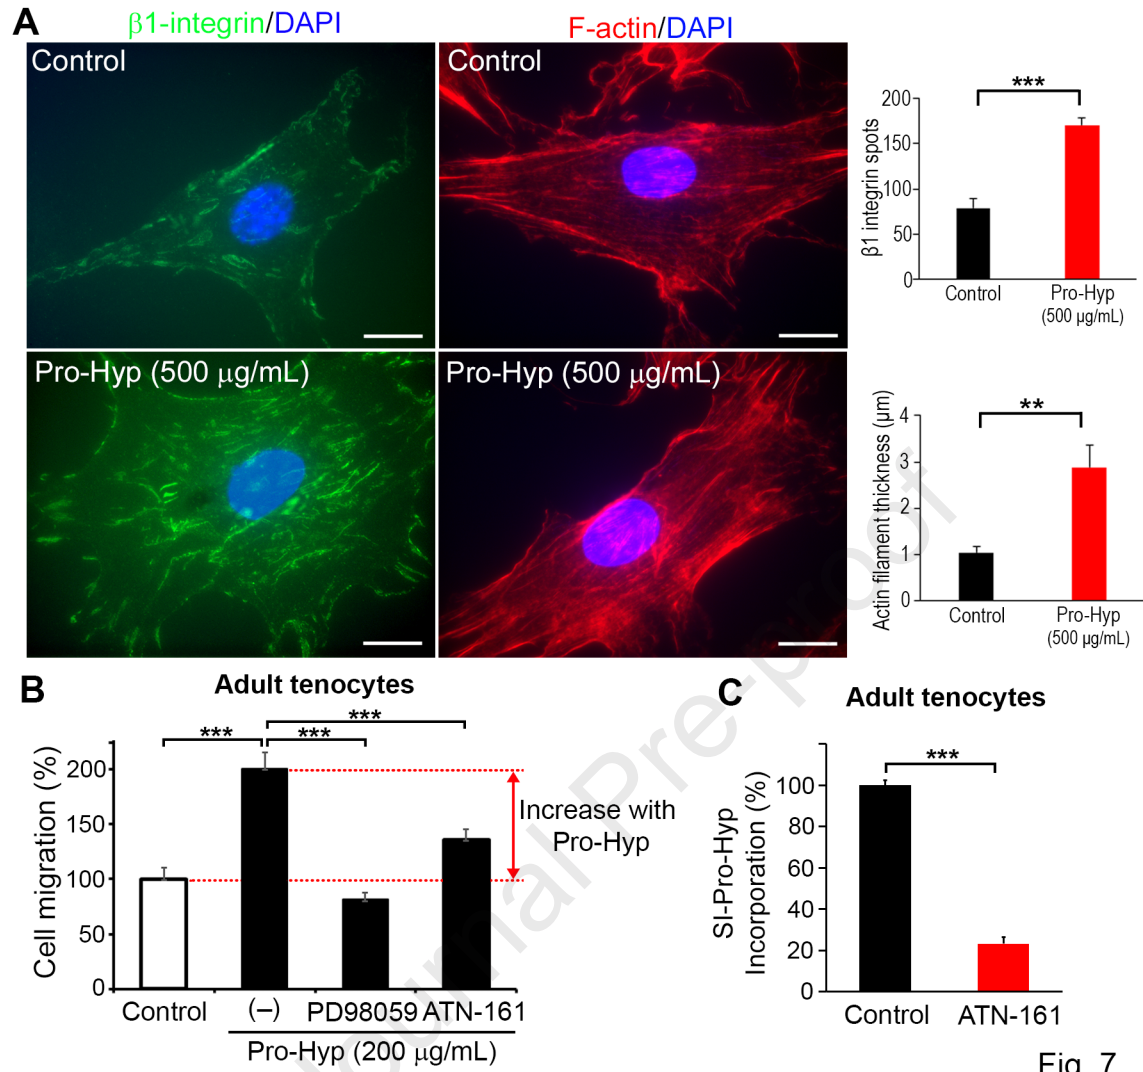 A
β1-integrin/DAPI
F-actin/DAPI
Control
Control
Pro-Hyp (500 μg/mL)
Pro-Hyp (500 μg/mL)
***
β1 integrin spots
200
150
100
50
0
Control
Pro-Hyp
(500 μg/mL)
**
Actin filament thickness (μm)
4
3
2
1
0
Control
Pro-Hyp
(500 μg/mL)
B
Adult tenocytes
***
***
***
Cell migration (%)
200
150
100
50
0
Increase with
Pro-Hyp
Control
(–)
PD98059
ATN-161
Pro-Hyp (200 μg/mL)
C
Adult tenocytes
***
SI-Pro-Hyp
Incorporation (%)
100
80
60
40
20
0
Control
ATN-161
Journal Pre-proof